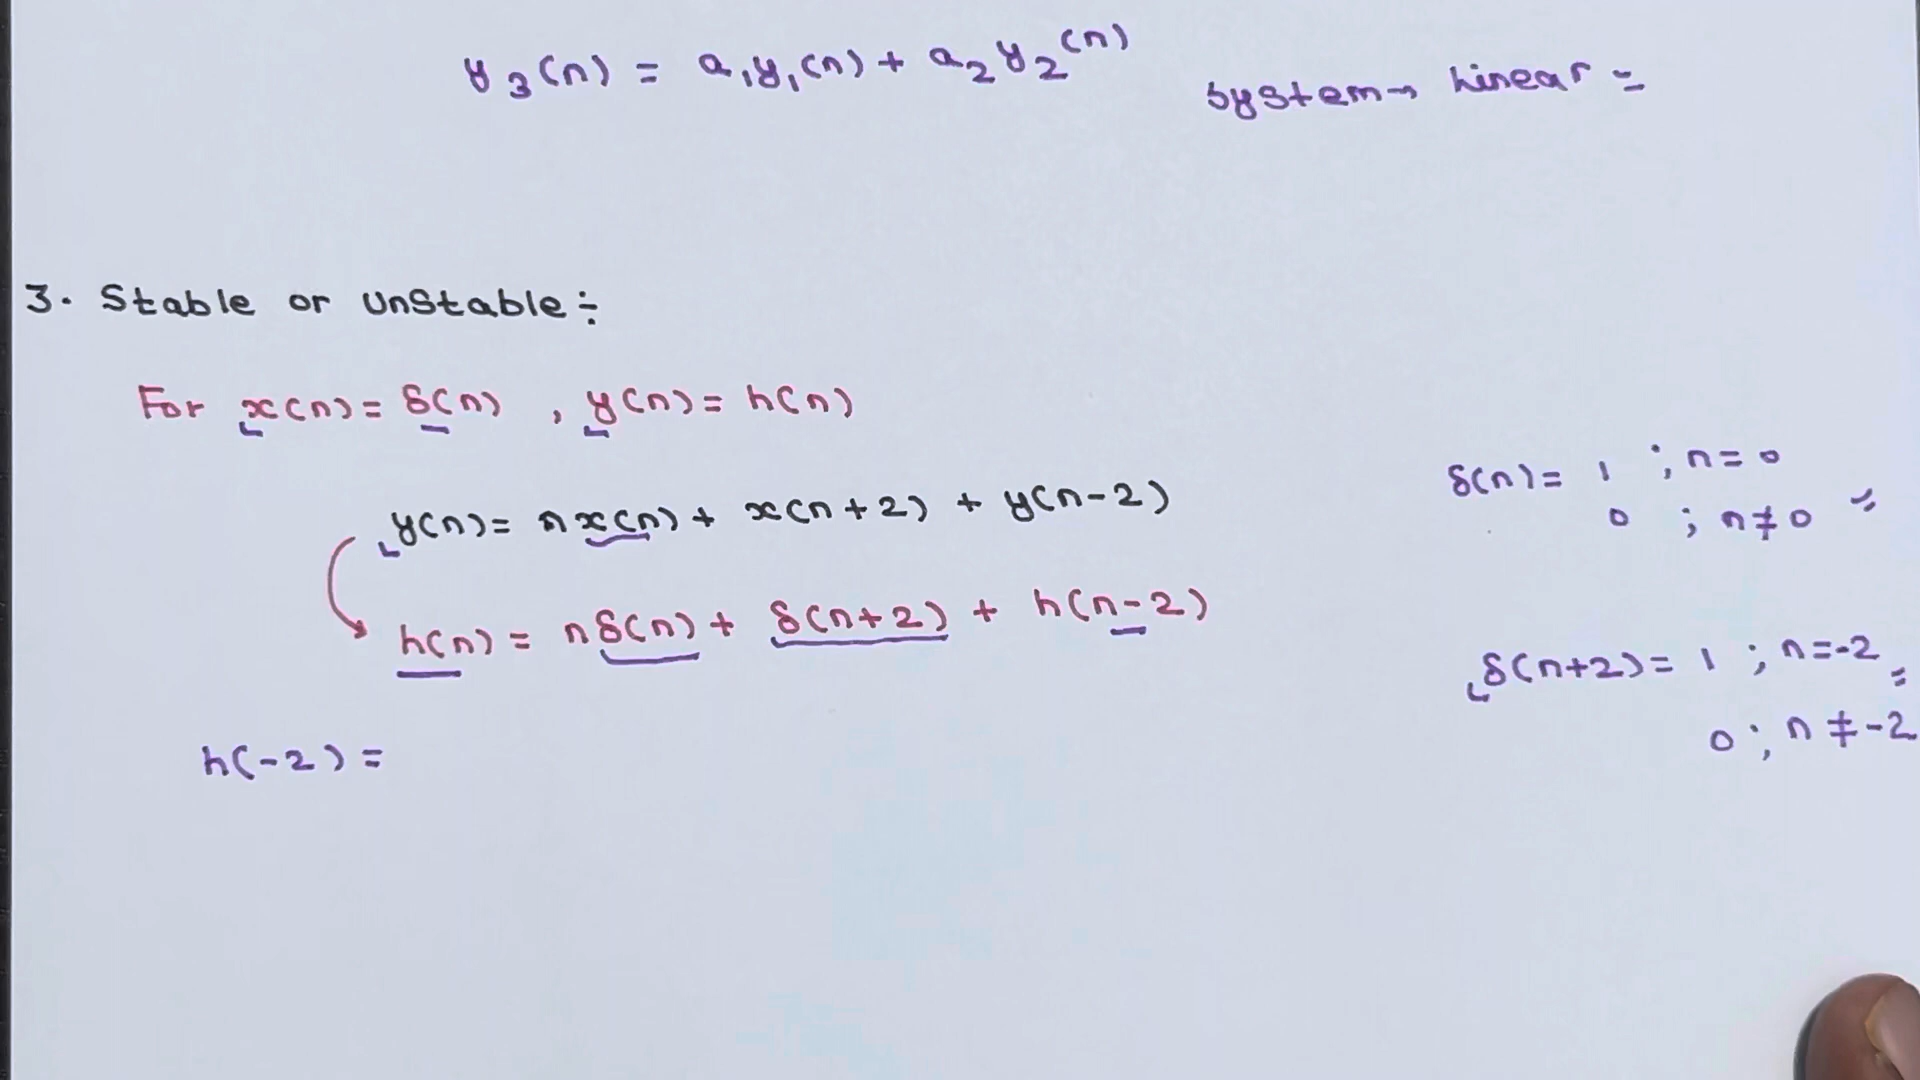 y₃(n) = a₁y₁(n) + a₂y₂(n)
System → Linear
3. Stable or Unstable ÷
For x(n) = δ(n) , y(n) = h(n)
y(n) = n x(n) + x(n+2) + y(n-2)
h(n) = n δ(n) + δ(n+2) + h(n-2)
h(-2) =
δ(n) = 1 ; n = 0
0 ; n ≠ 0
δ(n+2) = 1 ; n = -2
0 ; n ≠ -2